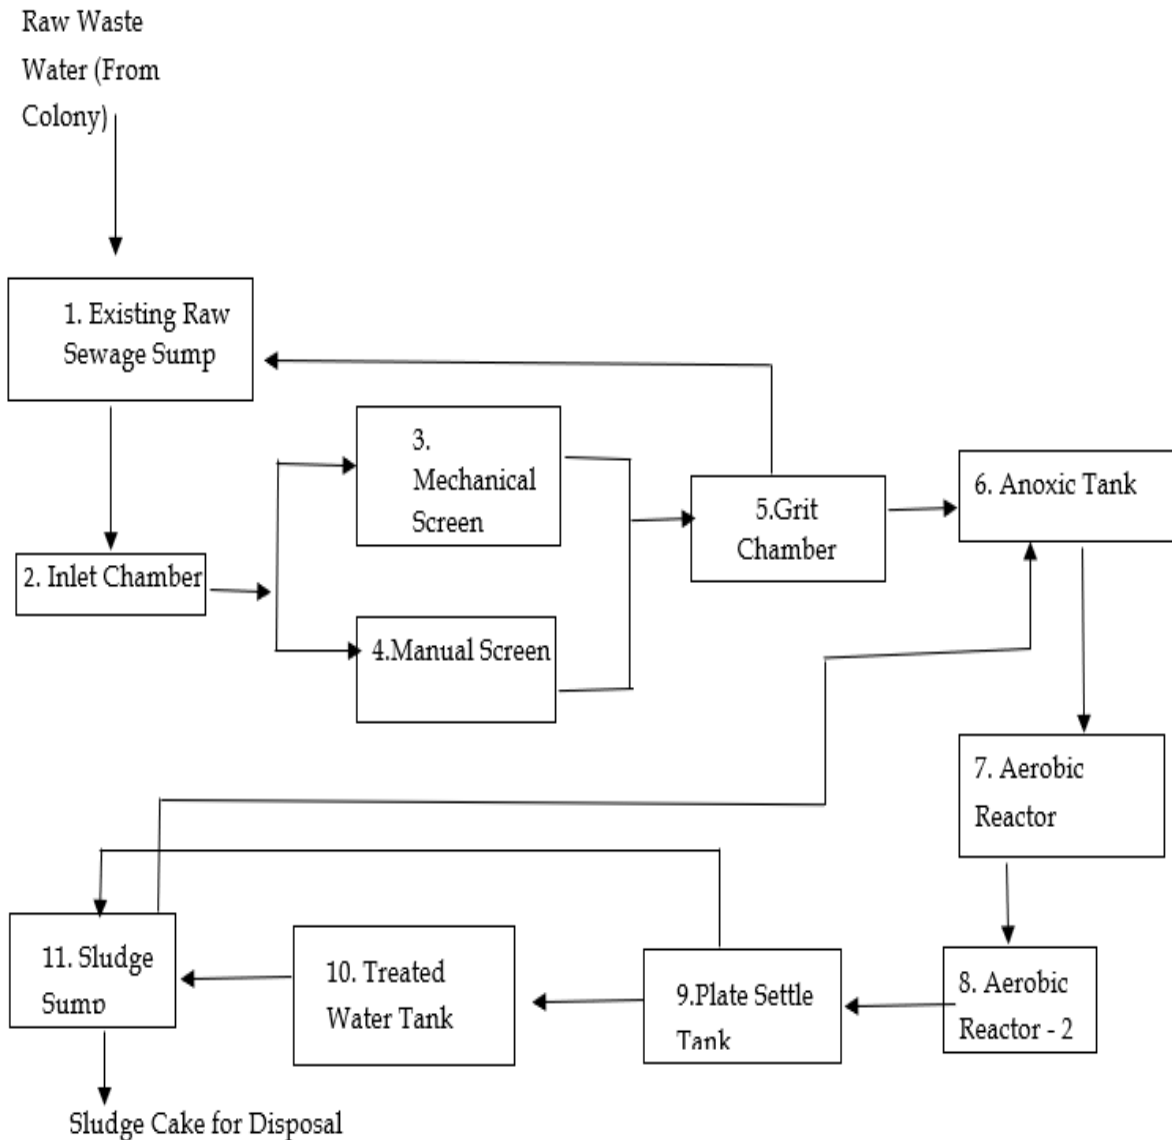 Raw Waste
Water (From
Colony)
1. Existing Raw
Sewage Sump
3.
Mechanical
Screen
6. Anoxic Tank
5.Grit
Chamber
2. Inlet Chamber
4.Manual Screen
7. Aerobic
Reactor
11. Sludge
Sump
10. Treated
Water Tank
9.Plate Settle
Tank
8. Aerobic
Reactor - 2
Sludge Cake for Disposal